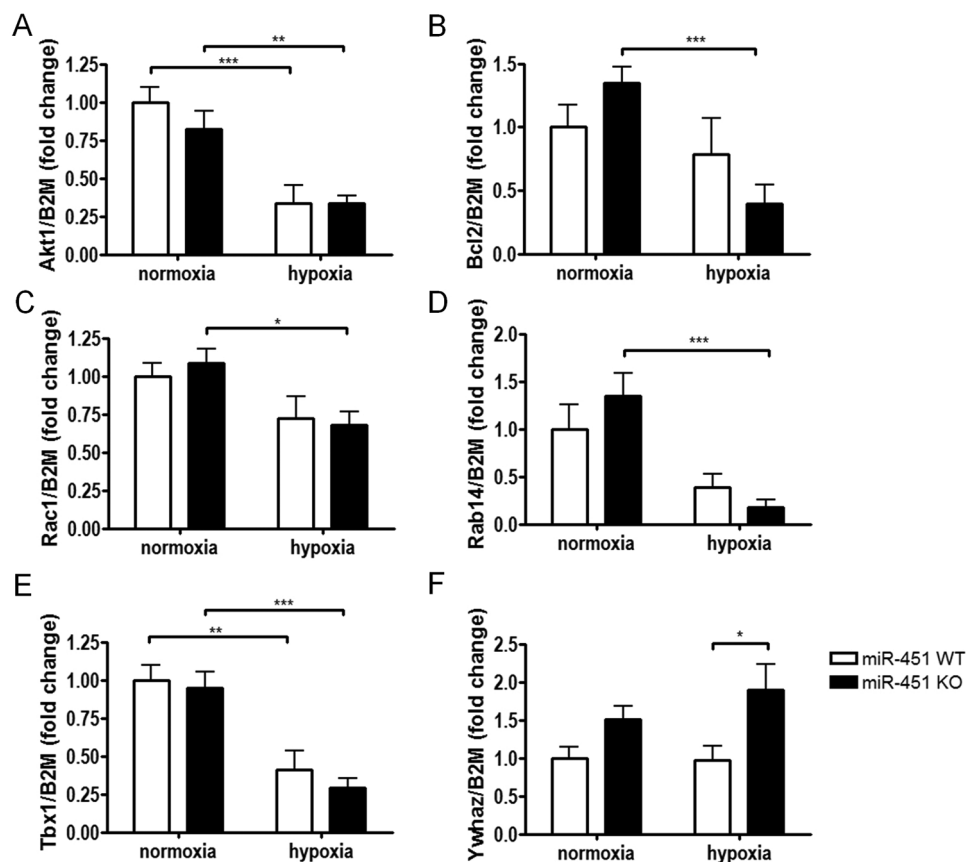 A
Akt1/B2M (fold change)
1.25
1.00
0.75
0.50
0.25
0.00
**
***
normoxia
hypoxia
B
Bcl2/B2M (fold change)
1.5
1.0
0.5
0.0
***
normoxia
hypoxia
C
Rac1/B2M (fold change)
1.25
1.00
0.75
0.50
0.25
0.00
*
normoxia
hypoxia
D
Rab14/B2M (fold change)
2.0
1.5
1.0
0.5
0.0
***
normoxia
hypoxia
E
Tbx1/B2M (fold change)
1.25
1.00
0.75
0.50
0.25
0.00
***
**
normoxia
hypoxia
F
Ywhaz/B2M (fold change)
2.5
2.0
1.5
1.0
0.5
0.0
*
normoxia
hypoxia
miR-451 WT
miR-451 KO